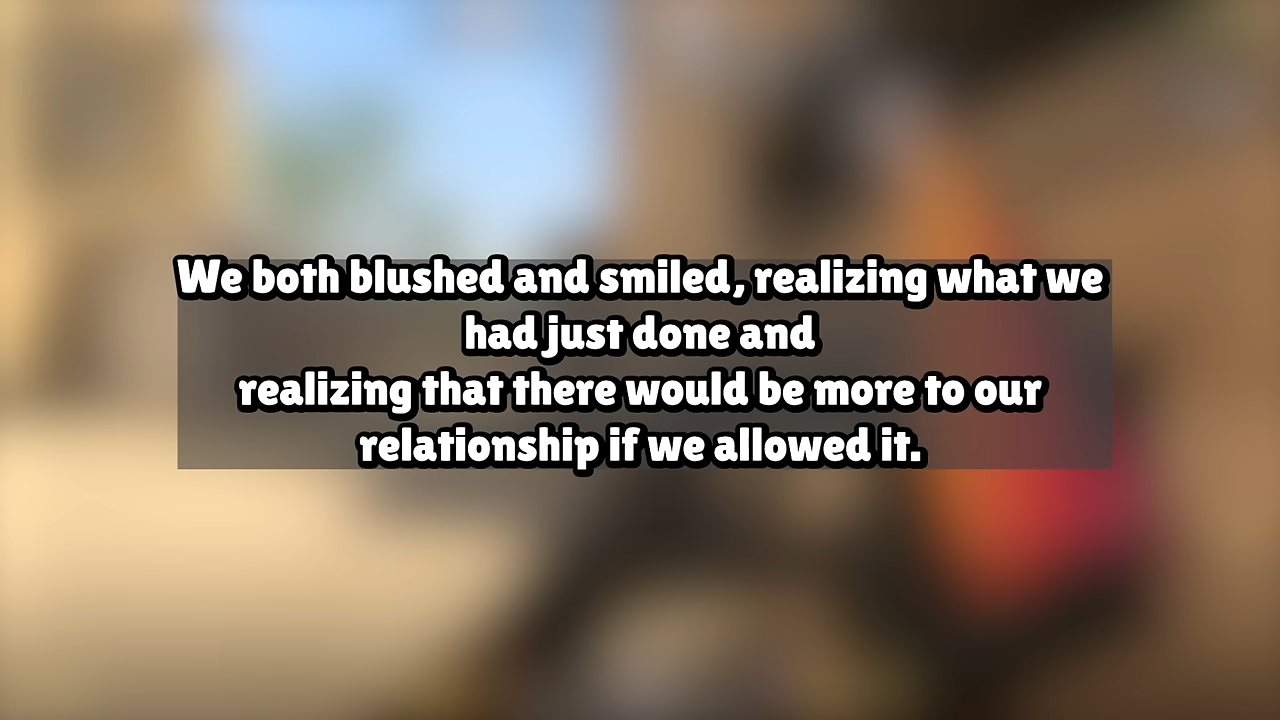 We both blushed and smiled, realizing what we
had just done and
realizing that there would be more to our
relationship if we allowed it.